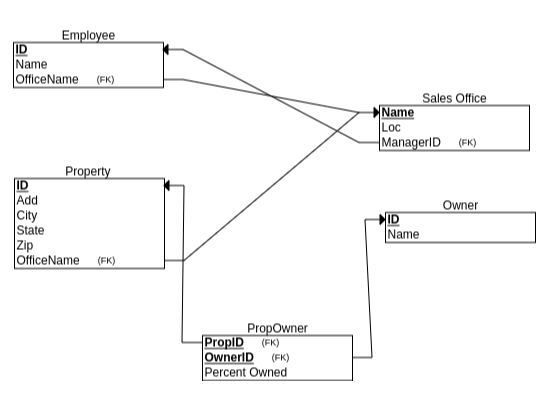 Employee
ID
Name
OfficeName (FK)
Sales Office
Name
Loc
ManagerID (FK)
Property
ID
Add
City
State
Zip
OfficeName (FK)
Owner
ID
Name
PropOwner
PropID (FK)
OwnerID (FK)
Percent Owned